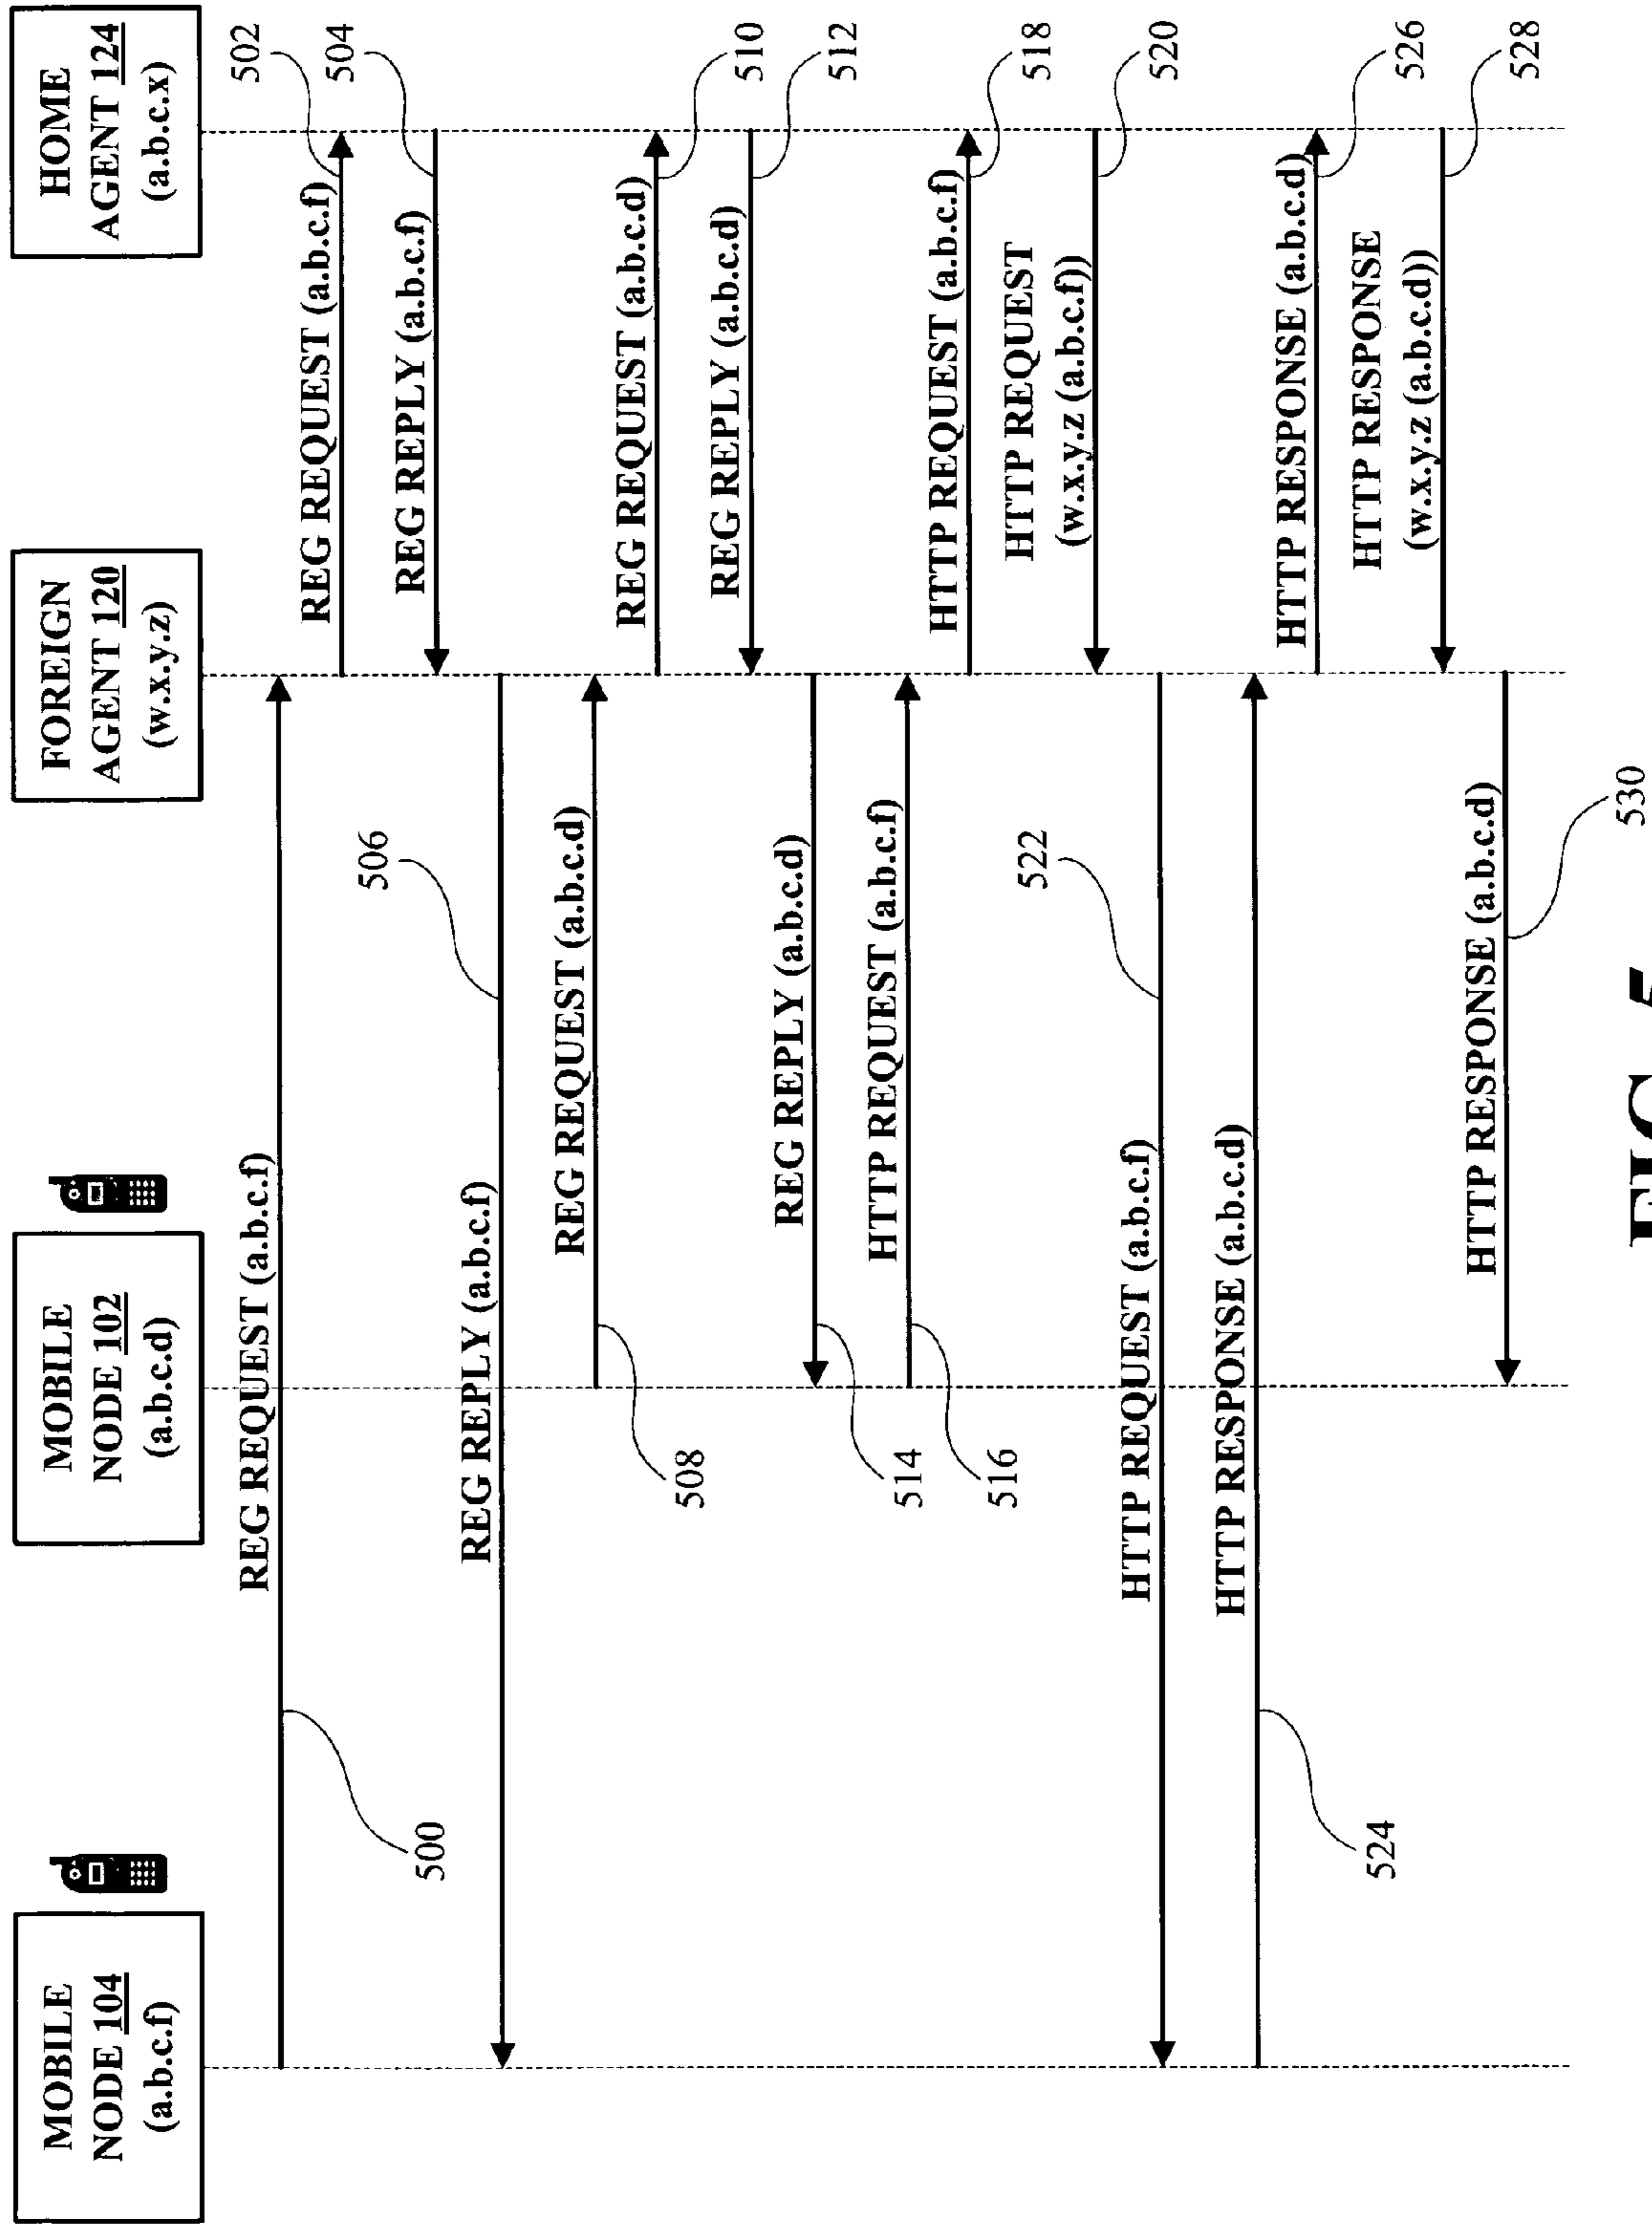 MOBILE
NODE 104
(a.b.c.f)
MOBILE
NODE 102
(a.b.c.d)
FOREIGN
AGENT 120
(w.x.y.z)
HOME
AGENT 124
(a.b.c.x)
REG REQUEST (a.b.c.f)
500
REG REQUEST (a.b.c.f)
502
REG REPLY (a.b.c.f)
504
REG REPLY (a.b.c.f)
506
REG REQUEST (a.b.c.d)
508
REG REQUEST (a.b.c.d)
510
REG REPLY (a.b.c.d)
512
REG REPLY (a.b.c.d)
514
HTTP REQUEST (a.b.c.f)
516
HTTP REQUEST (a.b.c.f)
518
HTTP REQUEST
(w.x.y.z (a.b.c.f))
520
HTTP REQUEST (a.b.c.f)
522
HTTP RESPONSE (a.b.c.d)
524
HTTP RESPONSE (a.b.c.d)
526
HTTP RESPONSE
(w.x.y.z (a.b.c.d))
528
HTTP RESPONSE (a.b.c.d)
530
FIG. 5